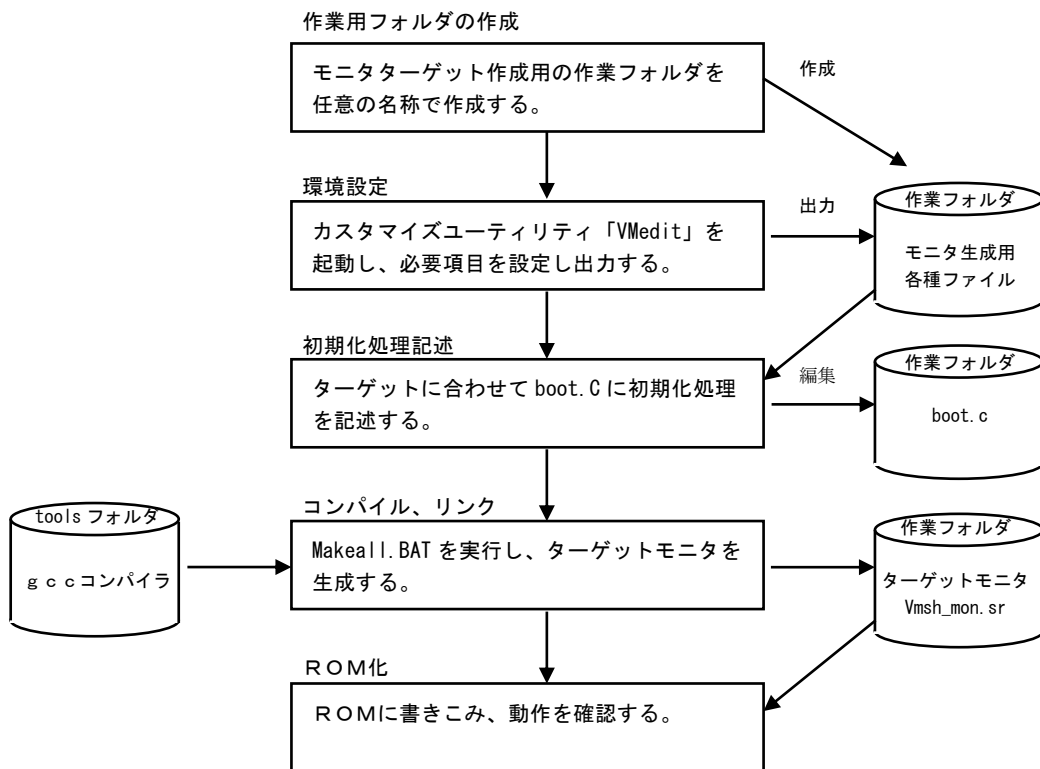 作業用フォルダの作成
モニタターゲット作成用の作業フォルダを
任意の名称で作成する。
作成
環境設定
カスタマイズユーティリティ「VMedit」を
起動し、必要項目を設定し出力する。
出力
作業フォルダ
モニタ生成用
各種ファイル
初期化処理記述
ターゲットに合わせて boot.C に初期化処理
を記述する。
編集
作業フォルダ
boot.c
コンパイル、リンク
tools フォルダ
gccコンパイラ
Makeall.BAT を実行し、ターゲットモニタを
生成する。
作業フォルダ
ターゲットモニタ
Vmsh_mon.sr
ROM化
ROMに書きこみ、動作を確認する。